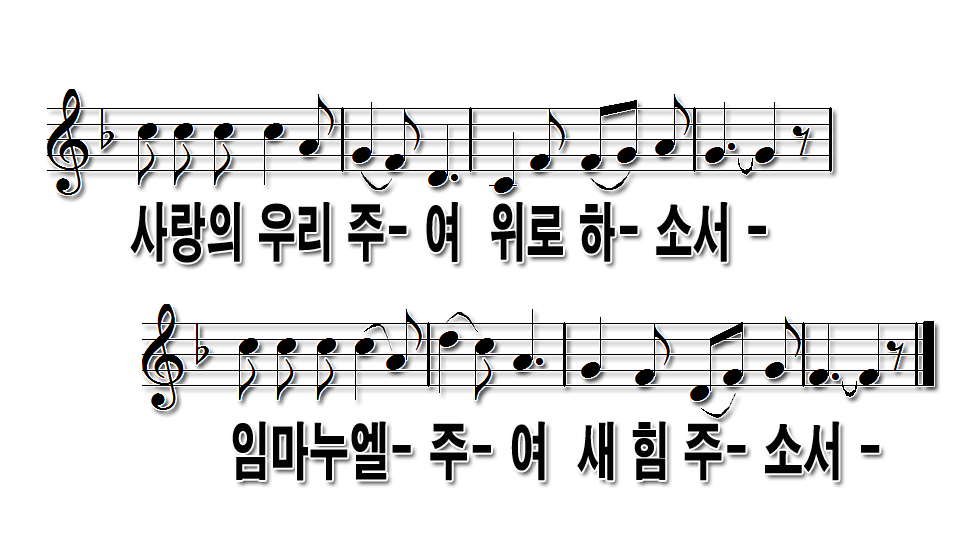 사랑의 우리 주- 여 위로 하- 소서 -
임마누엘- 주- 여 새 힘 주- 소서 -